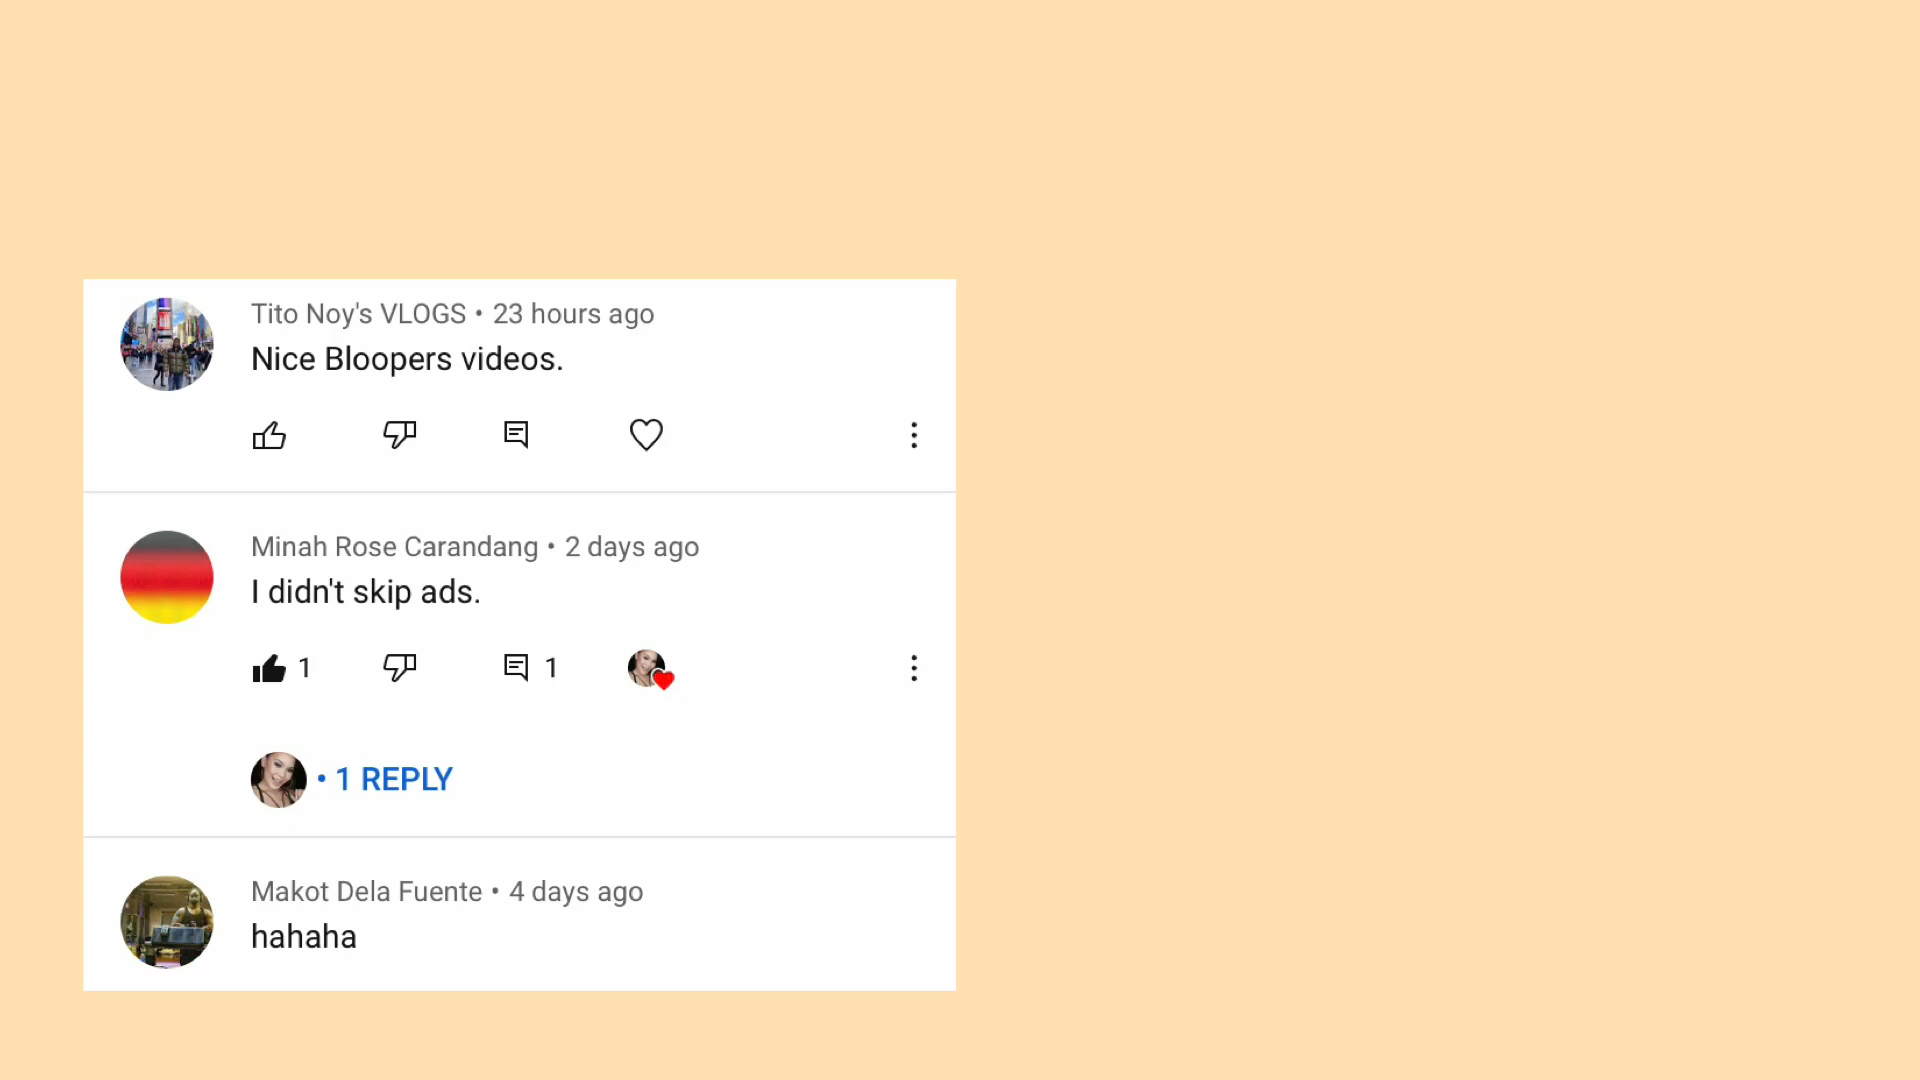 Tito Noy's VLOGS • 23 hours ago
Nice Bloopers videos.
Minah Rose Carandang • 2 days ago
I didn't skip ads.
1 1
• 1 REPLY
Makot Dela Fuente • 4 days ago
hahaha